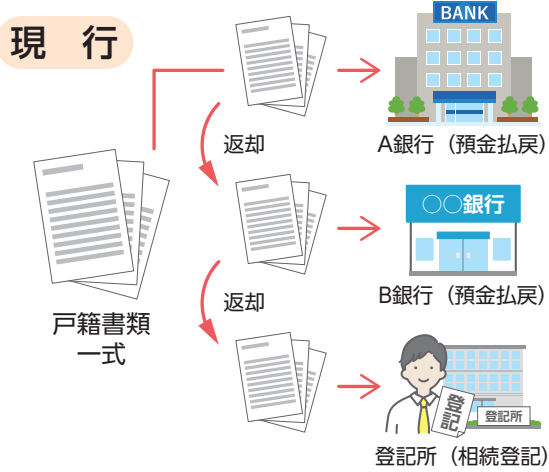 現 行
BANK
A銀行（預金払戻）
返却
○○銀行
B銀行（預金払戻）
戸籍書類
一式
返却
登記
登記所
登記所（相続登記）